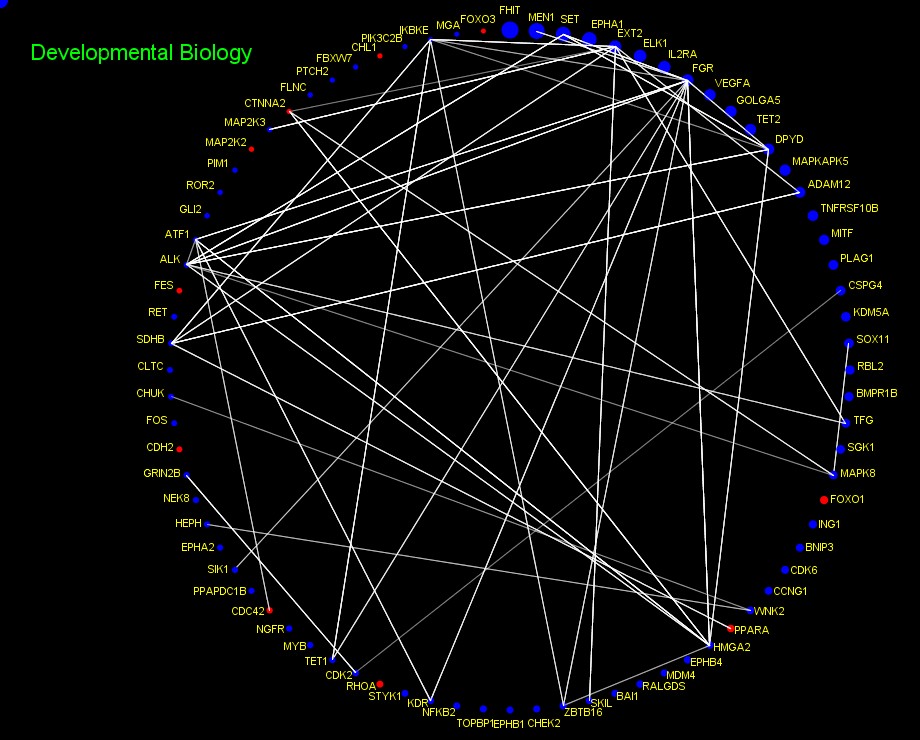 Developmental Biology
FHIT
MEN1
SET
EPHA1
EXT2
ELK1
IL2RA
FGR
VEGFA
GOLGA5
TET2
DPYD
MAPKAPK5
ADAM12
TNFRSF10B
MITF
PLAG1
CSPG4
KDM5A
SOX11
RBL2
BMPR1B
TFG
SGK1
MAPK8
FOXO1
ING1
BNIP3
CDK6
CCNG1
WNK2
PPARA
HMGA2
EPHB4
MDM4
RALGDS
BAI1
SKIL
ZBTB16
CHEK2
EPHB1
TOPBP1
NFKB2
KDR
STYK1
RHOA
CDK2
TET1
MYB
NGFR
CDC42
PPAPDC1B
SIK1
EPHA2
HEPH
NEK8
GRIN2B
CDH2
FOS
CHUK
CLTC
SDHB
RET
FES
ALK
ATF1
GLI2
ROR2
PIM1
MAP2K2
MAP2K3
CTNNA2
FLNC
PTCH2
FBXW7
CHL1
PIK3C2B
IKBKE
MGA
FOXO3